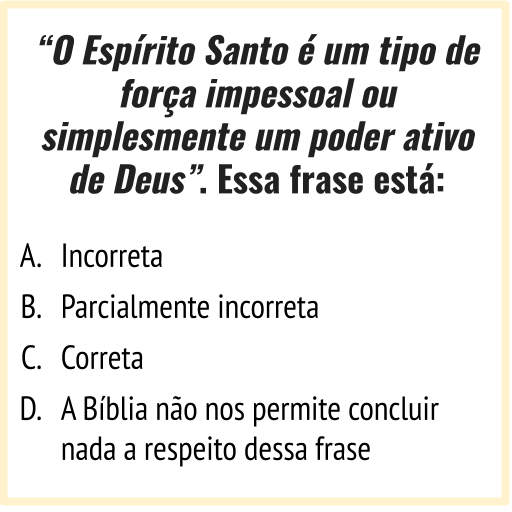 “O Espírito Santo é um tipo de
força impessoal ou
simplesmente um poder ativo
de Deus”. Essa frase está:
A. Incorreta
B. Parcialmente incorreta
C. Correta
D. A Bíblia não nos permite concluir
nada a respeito dessa frase